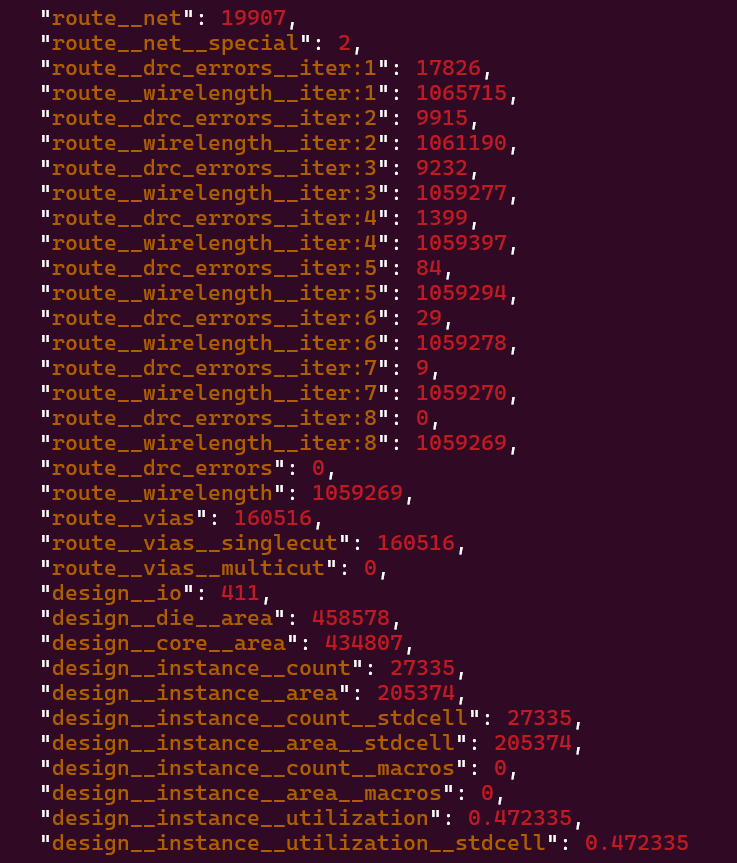 "route__net": 19907,
"route__net__special": 2,
"route__drc_errors__iter:1": 17826,
"route__wirelength__iter:1": 1065715,
"route__drc_errors__iter:2": 9915,
"route__wirelength__iter:2": 1061190,
"route__drc_errors__iter:3": 9232,
"route__wirelength__iter:3": 1059277,
"route__drc_errors__iter:4": 1399,
"route__wirelength__iter:4": 1059397,
"route__drc_errors__iter:5": 84,
"route__wirelength__iter:5": 1059294,
"route__drc_errors__iter:6": 29,
"route__wirelength__iter:6": 1059278,
"route__drc_errors__iter:7": 9,
"route__wirelength__iter:7": 1059270,
"route__drc_errors__iter:8": 0,
"route__wirelength__iter:8": 1059269,
"route__drc_errors": 0,
"route__wirelength": 1059269,
"route__vias": 160516,
"route__vias__singlecut": 160516,
"route__vias__multicut": 0,
"design__io": 411,
"design__die__area": 458578,
"design__core__area": 434807,
"design__instance__count": 27335,
"design__instance__area": 205374,
"design__instance__count__stdcell": 27335,
"design__instance__area__stdcell": 205374,
"design__instance__count__macros": 0,
"design__instance__area__macros": 0,
"design__instance__utilization": 0.472335,
"design__instance__utilization__stdcell": 0.472335